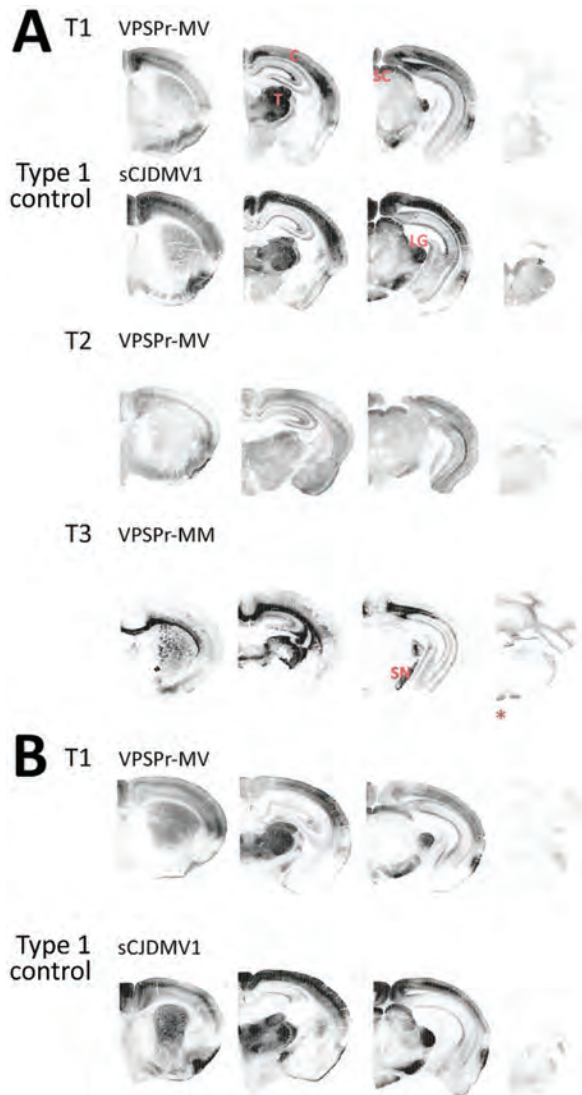 A
T1 VPSPr-MV
C
T
SC
Type 1 control
sCJDMV1
LG
T2 VPSPr-MV
T3 VPSPr-MM
SN
*
B
T1 VPSPr-MV
Type 1 control
sCJDMV1